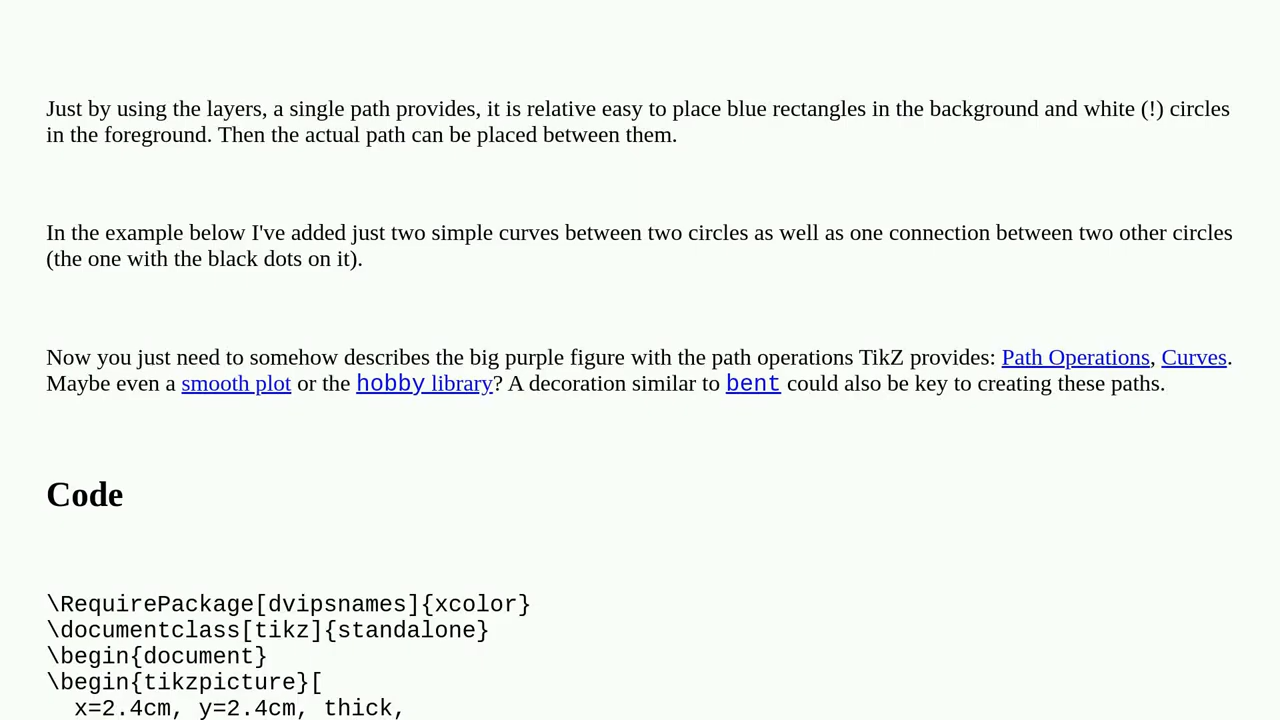 Just by using the layers, a single path provides, it is relative easy to place blue rectangles in the background and white (!) circles
in the foreground. Then the actual path can be placed between them.
In the example below I've added just two simple curves between two circles as well as one connection between two other circles
(the one with the black dots on it).
Now you just need to somehow describes the big purple figure with the path operations TikZ provides: Path Operations, Curves.
Maybe even a smooth plot or the hobby library? A decoration similar to bent could also be key to creating these paths.
Code
\RequirePackage[dvipsnames]{xcolor}
\documentclass[tikz]{standalone}
\begin{document}
\begin{tikzpicture}[
  x=2.4cm, y=2.4cm, thick,